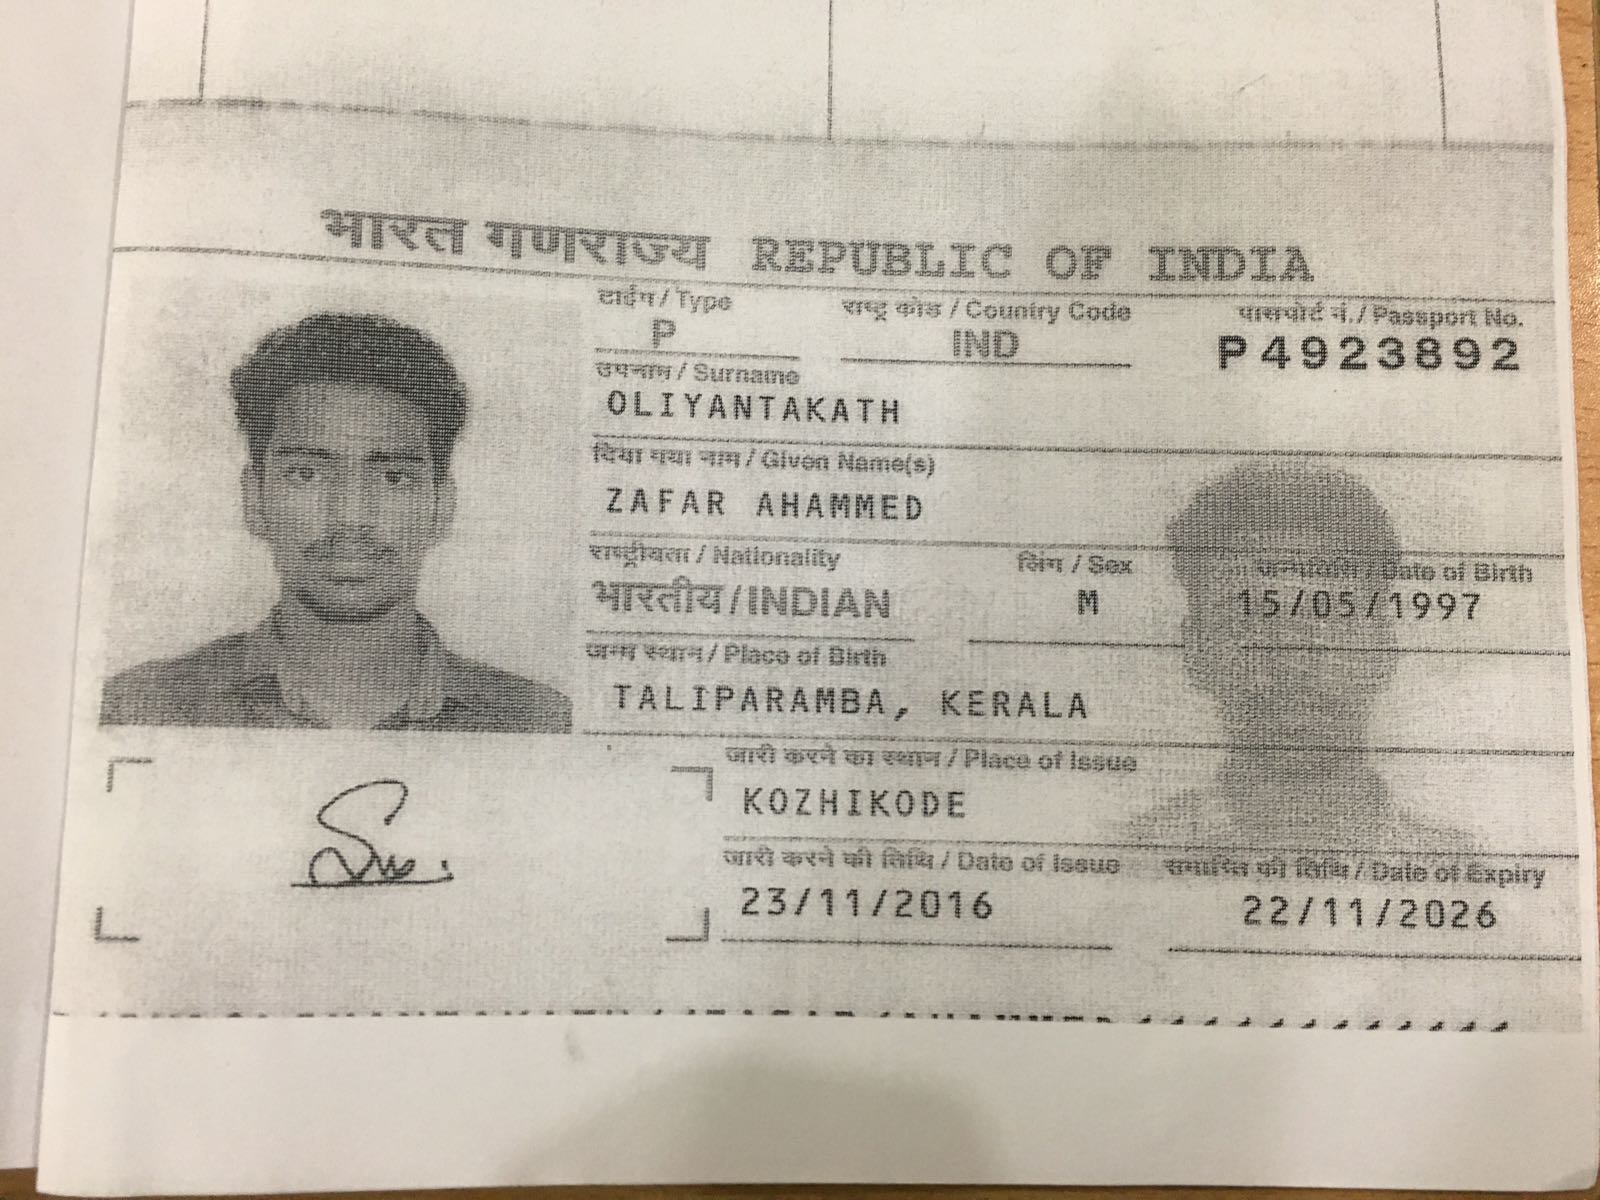 भारत गणराज्य REPUBLIC OF INDIA
टाईप / Type
राष्ट्र कोड / Country Code
पासपोर्ट नं. / Passport No.
P
IND
P4923892
उपनाम / Surname
OLIYANTAKATH
दिया गया नाम / Given Name(s)
ZAFAR AHAMMED
राष्ट्रीयता / Nationality
लिंग / Sex
जन्मतिथि / Date of Birth
भारतीय / INDIAN
M
15/05/1997
जन्म स्थान / Place of Birth
TALIPARAMBA, KERALA
जारी करने का स्थान / Place of Issue
KOZHIKODE
जारी करने की तिथि / Date of Issue
समाप्ति की तिथि / Date of Expiry
23/11/2016
22/11/2026